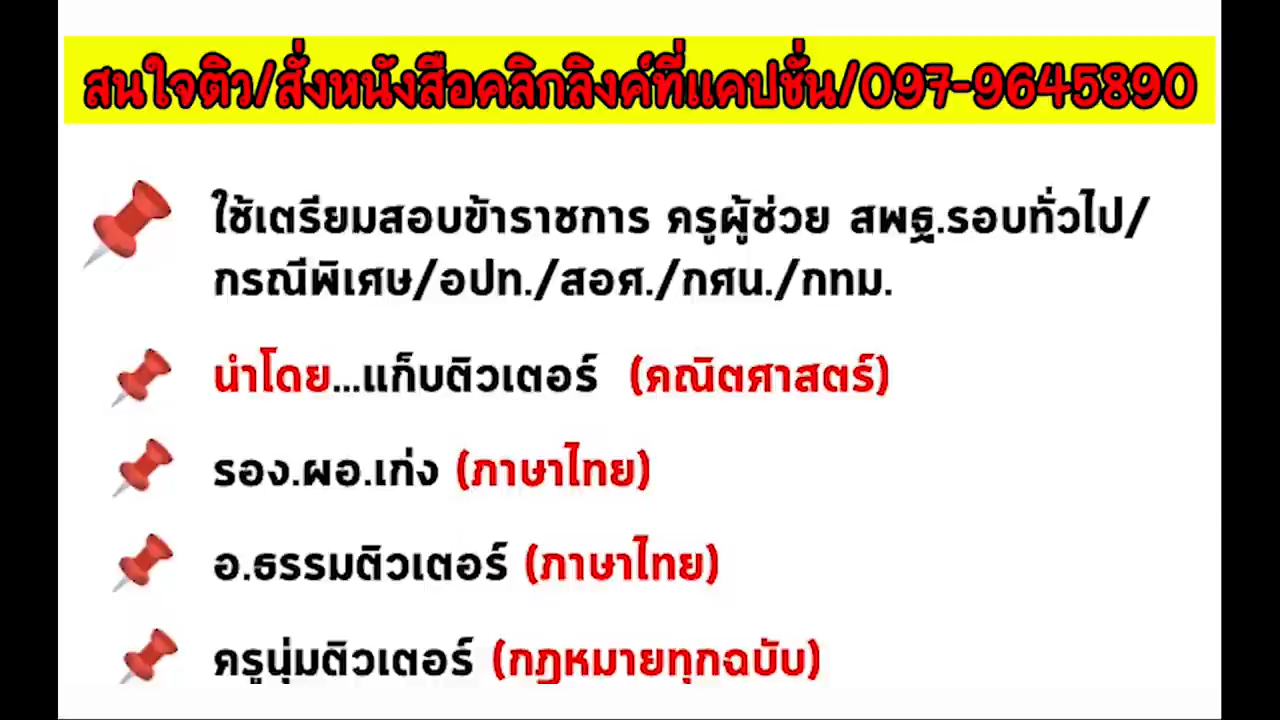 สนใจติว/สั่งหนังสือคลิกลิงค์ที่แคปชั่น/097-9645890
ใช้เตรียมสอบข้าราชการ ครูผู้ช่วย สพฐ.รอบทั่วไป/
กรณีพิเศษ/อปท./สอศ./กศน./กทม.
นำโดย...แก็บติวเตอร์ (คณิตศาสตร์)
รอง.ผอ.เก่ง (ภาษาไทย)
อ.ธรรมติวเตอร์ (ภาษาไทย)
ครูนุ่มติวเตอร์ (กฎหมายทุกฉบับ)